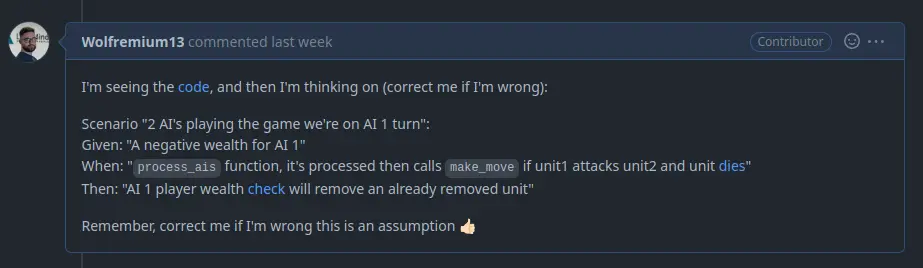 Wolfremium13 commented last week
Contributor
I'm seeing the code, and then I'm thinking on (correct me if I'm wrong):
Scenario "2 AI's playing the game we're on AI 1 turn":
Given: "A negative wealth for AI 1"
When: "process_ais function, it's processed then calls make_move if unit1 attacks unit2 and unit dies"
Then: "AI 1 player wealth check will remove an already removed unit"
Remember, correct me if I'm wrong this is an assumption 👍🏻